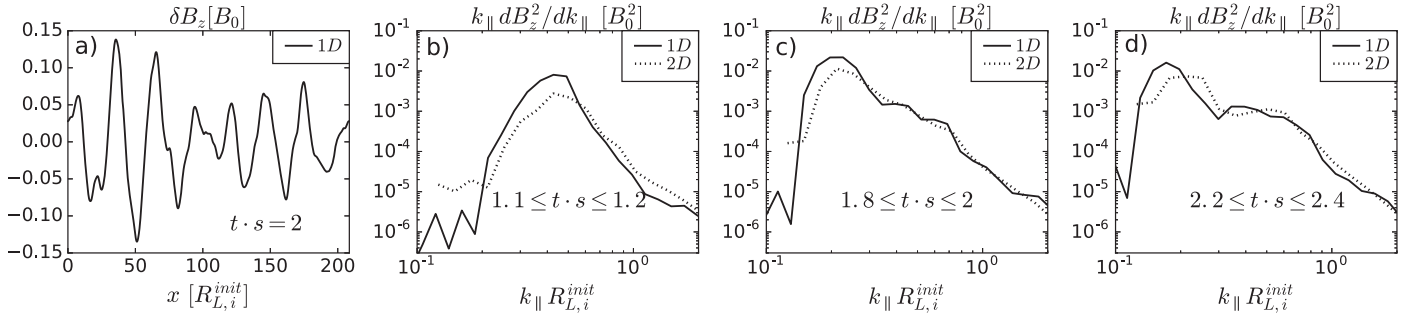 δB_z[B_0]
a)
1D
0.15
0.10
0.05
0.00
−0.05
−0.10
−0.15
t·s=2
0 50 100 150 200
x [R_{L,i}^{init}]
k_∥ dB_z^2/dk_∥ [B_0^2]
b)
1D
2D
10^{-1}
10^{-2}
10^{-3}
10^{-4}
10^{-5}
10^{-6}
1.1≤t·s≤1.2
10^{-1} 10^0
k_∥ R_{L,i}^{init}
k_∥ dB_z^2/dk_∥ [B_0^2]
c)
1D
2D
10^{-1}
10^{-2}
10^{-3}
10^{-4}
10^{-5}
10^{-6}
1.8≤t·s≤2
10^{-1} 10^0
k_∥ R_{L,i}^{init}
k_∥ dB_z^2/dk_∥ [B_0^2]
d)
1D
2D
10^{-1}
10^{-2}
10^{-3}
10^{-4}
10^{-5}
10^{-6}
2.2≤t·s≤2.4
10^{-1} 10^0
k_∥ R_{L,i}^{init}